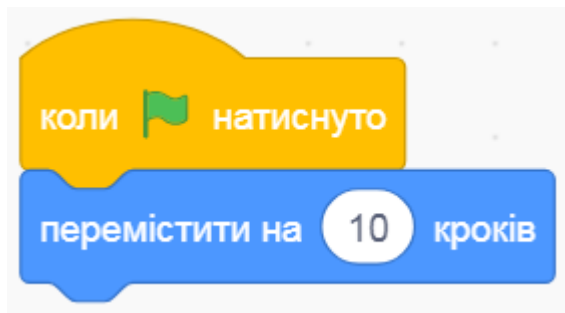 коли натиснуто
перемістити на 10 кроків